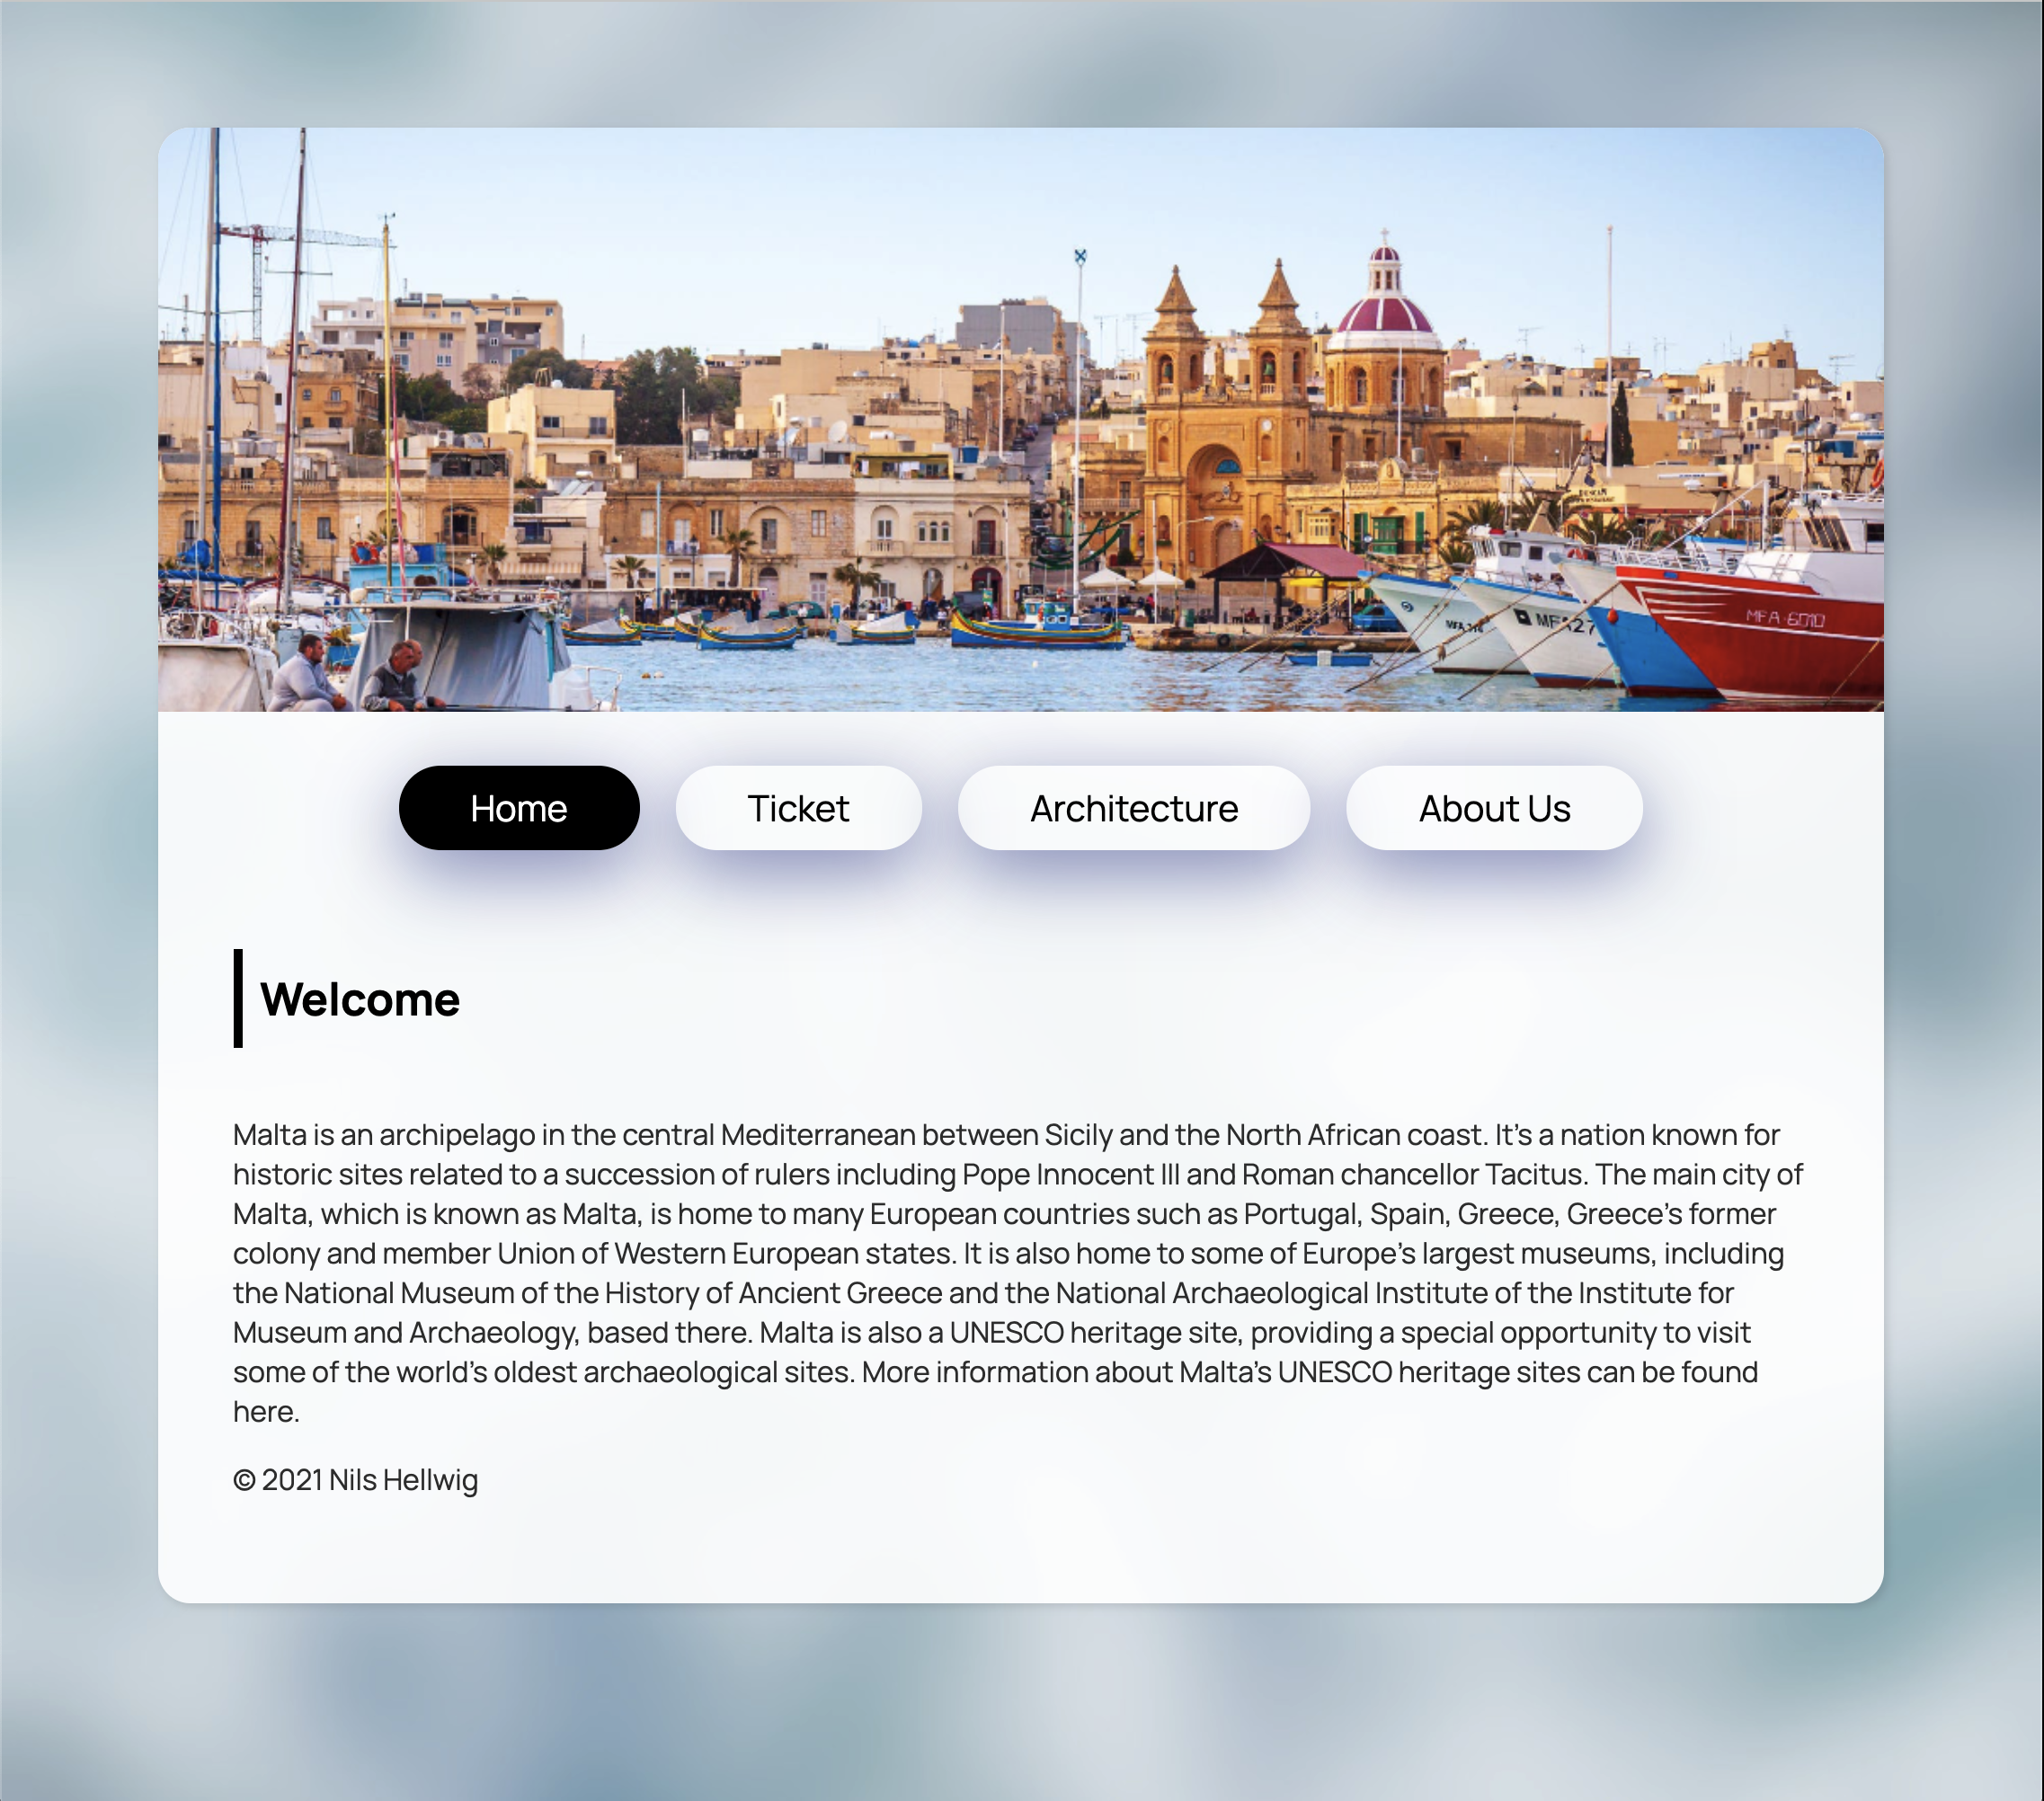 MFA 6010
Home
Ticket
Architecture
About Us
Welcome
Malta is an archipelago in the central Mediterranean between Sicily and the North African coast. It's a nation known for
historic sites related to a succession of rulers including Pope Innocent III and Roman chancellor Tacitus. The main city of
Malta, which is known as Malta, is home to many European countries such as Portugal, Spain, Greece, Greece's former
colony and member Union of Western European states. It is also home to some of Europe's largest museums, including
the National Museum of the History of Ancient Greece and the National Archaeological Institute of the Institute for
Museum and Archaeology, based there. Malta is also a UNESCO heritage site, providing a special opportunity to visit
some of the world's oldest archaeological sites. More information about Malta's UNESCO heritage sites can be found
here.
© 2021 Nils Hellwig